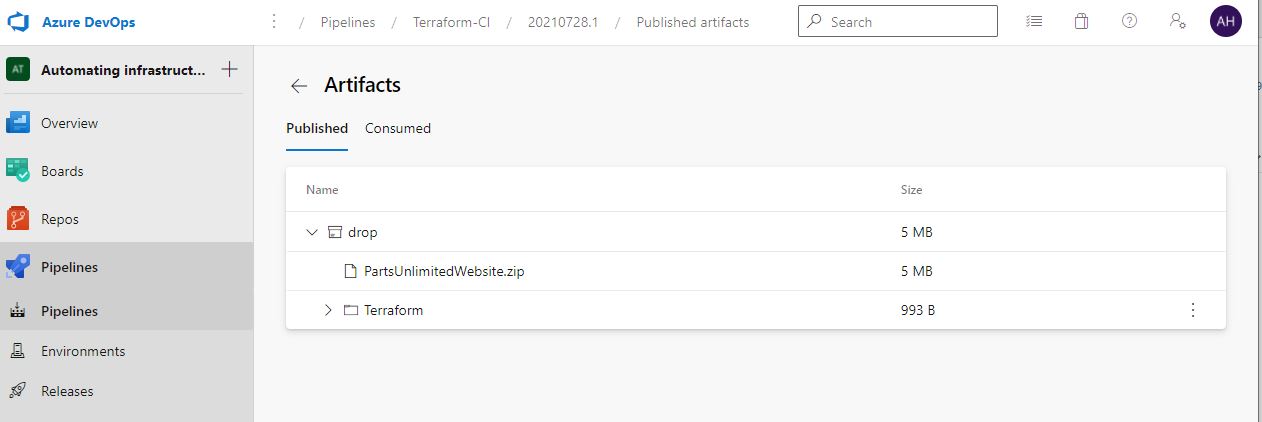 Azure DevOps / Pipelines / Terraform-CI / 20210728.1 / Published artifacts Search AH
AT Automating infrastruct... +
Overview
Boards
Repos
Pipelines
Pipelines
Environments
Releases
Artifacts
Published Consumed
Name Size
drop 5 MB
PartsUnlimitedWebsite.zip 5 MB
Terraform 993 B